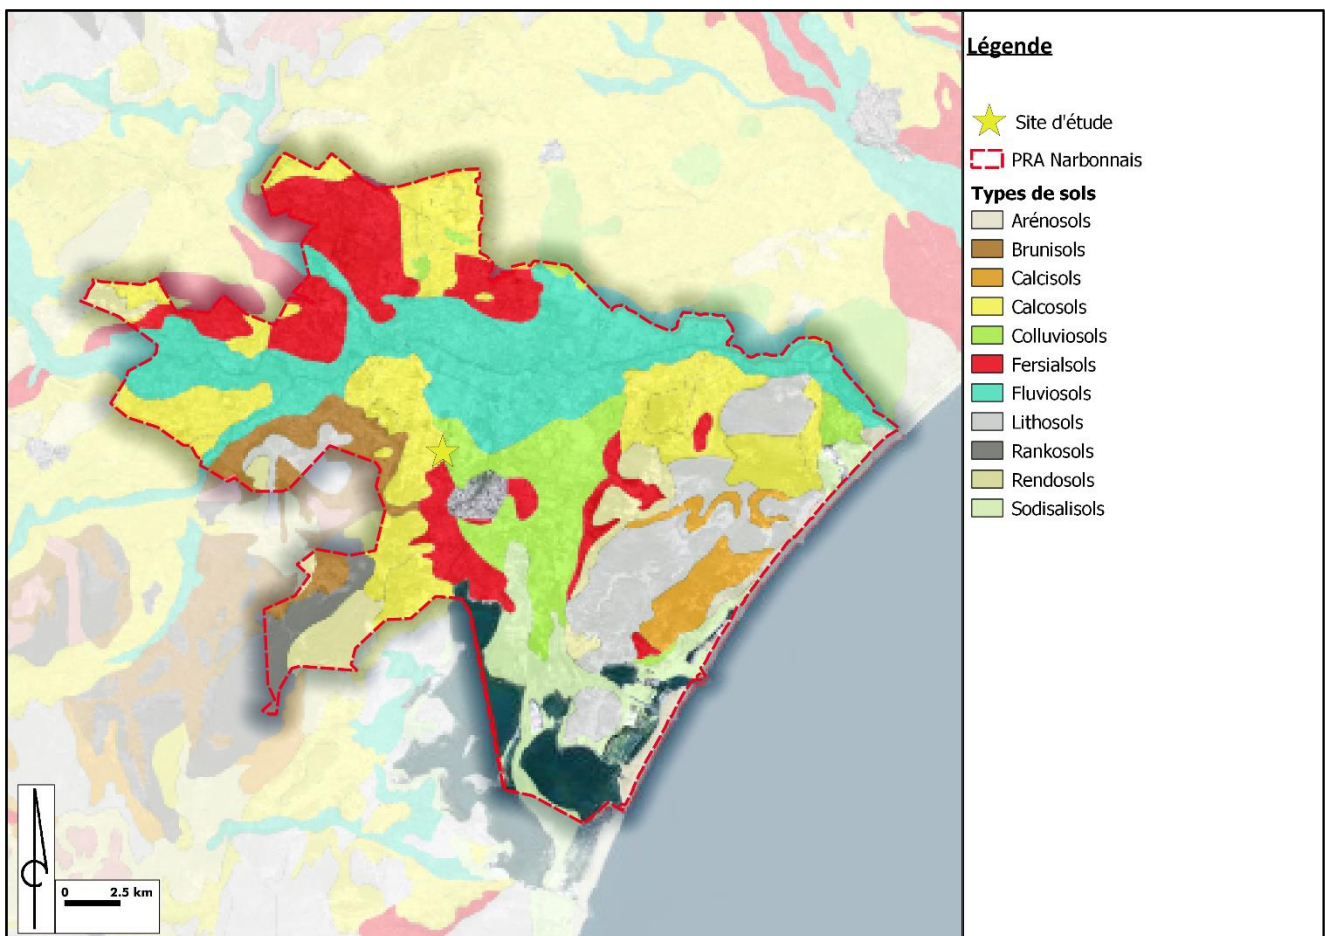 Légende
Site d'étude
PRA Narbonnais
Types de sols
Arénosols
Brunisols
Calcisols
Calcosols
Colluviosols
Fersialsols
Fluviosols
Lithosols
Rankosols
Rendosols
Sodisalisols
0 2.5 km